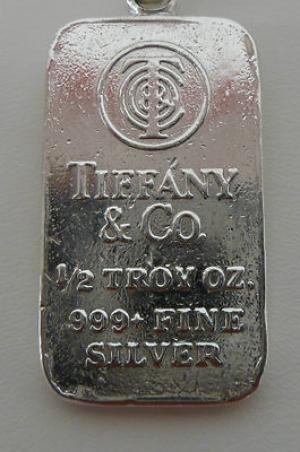 TIFFANY
& CO.
1/2 TROY OZ.
999+ FINE
SILVER